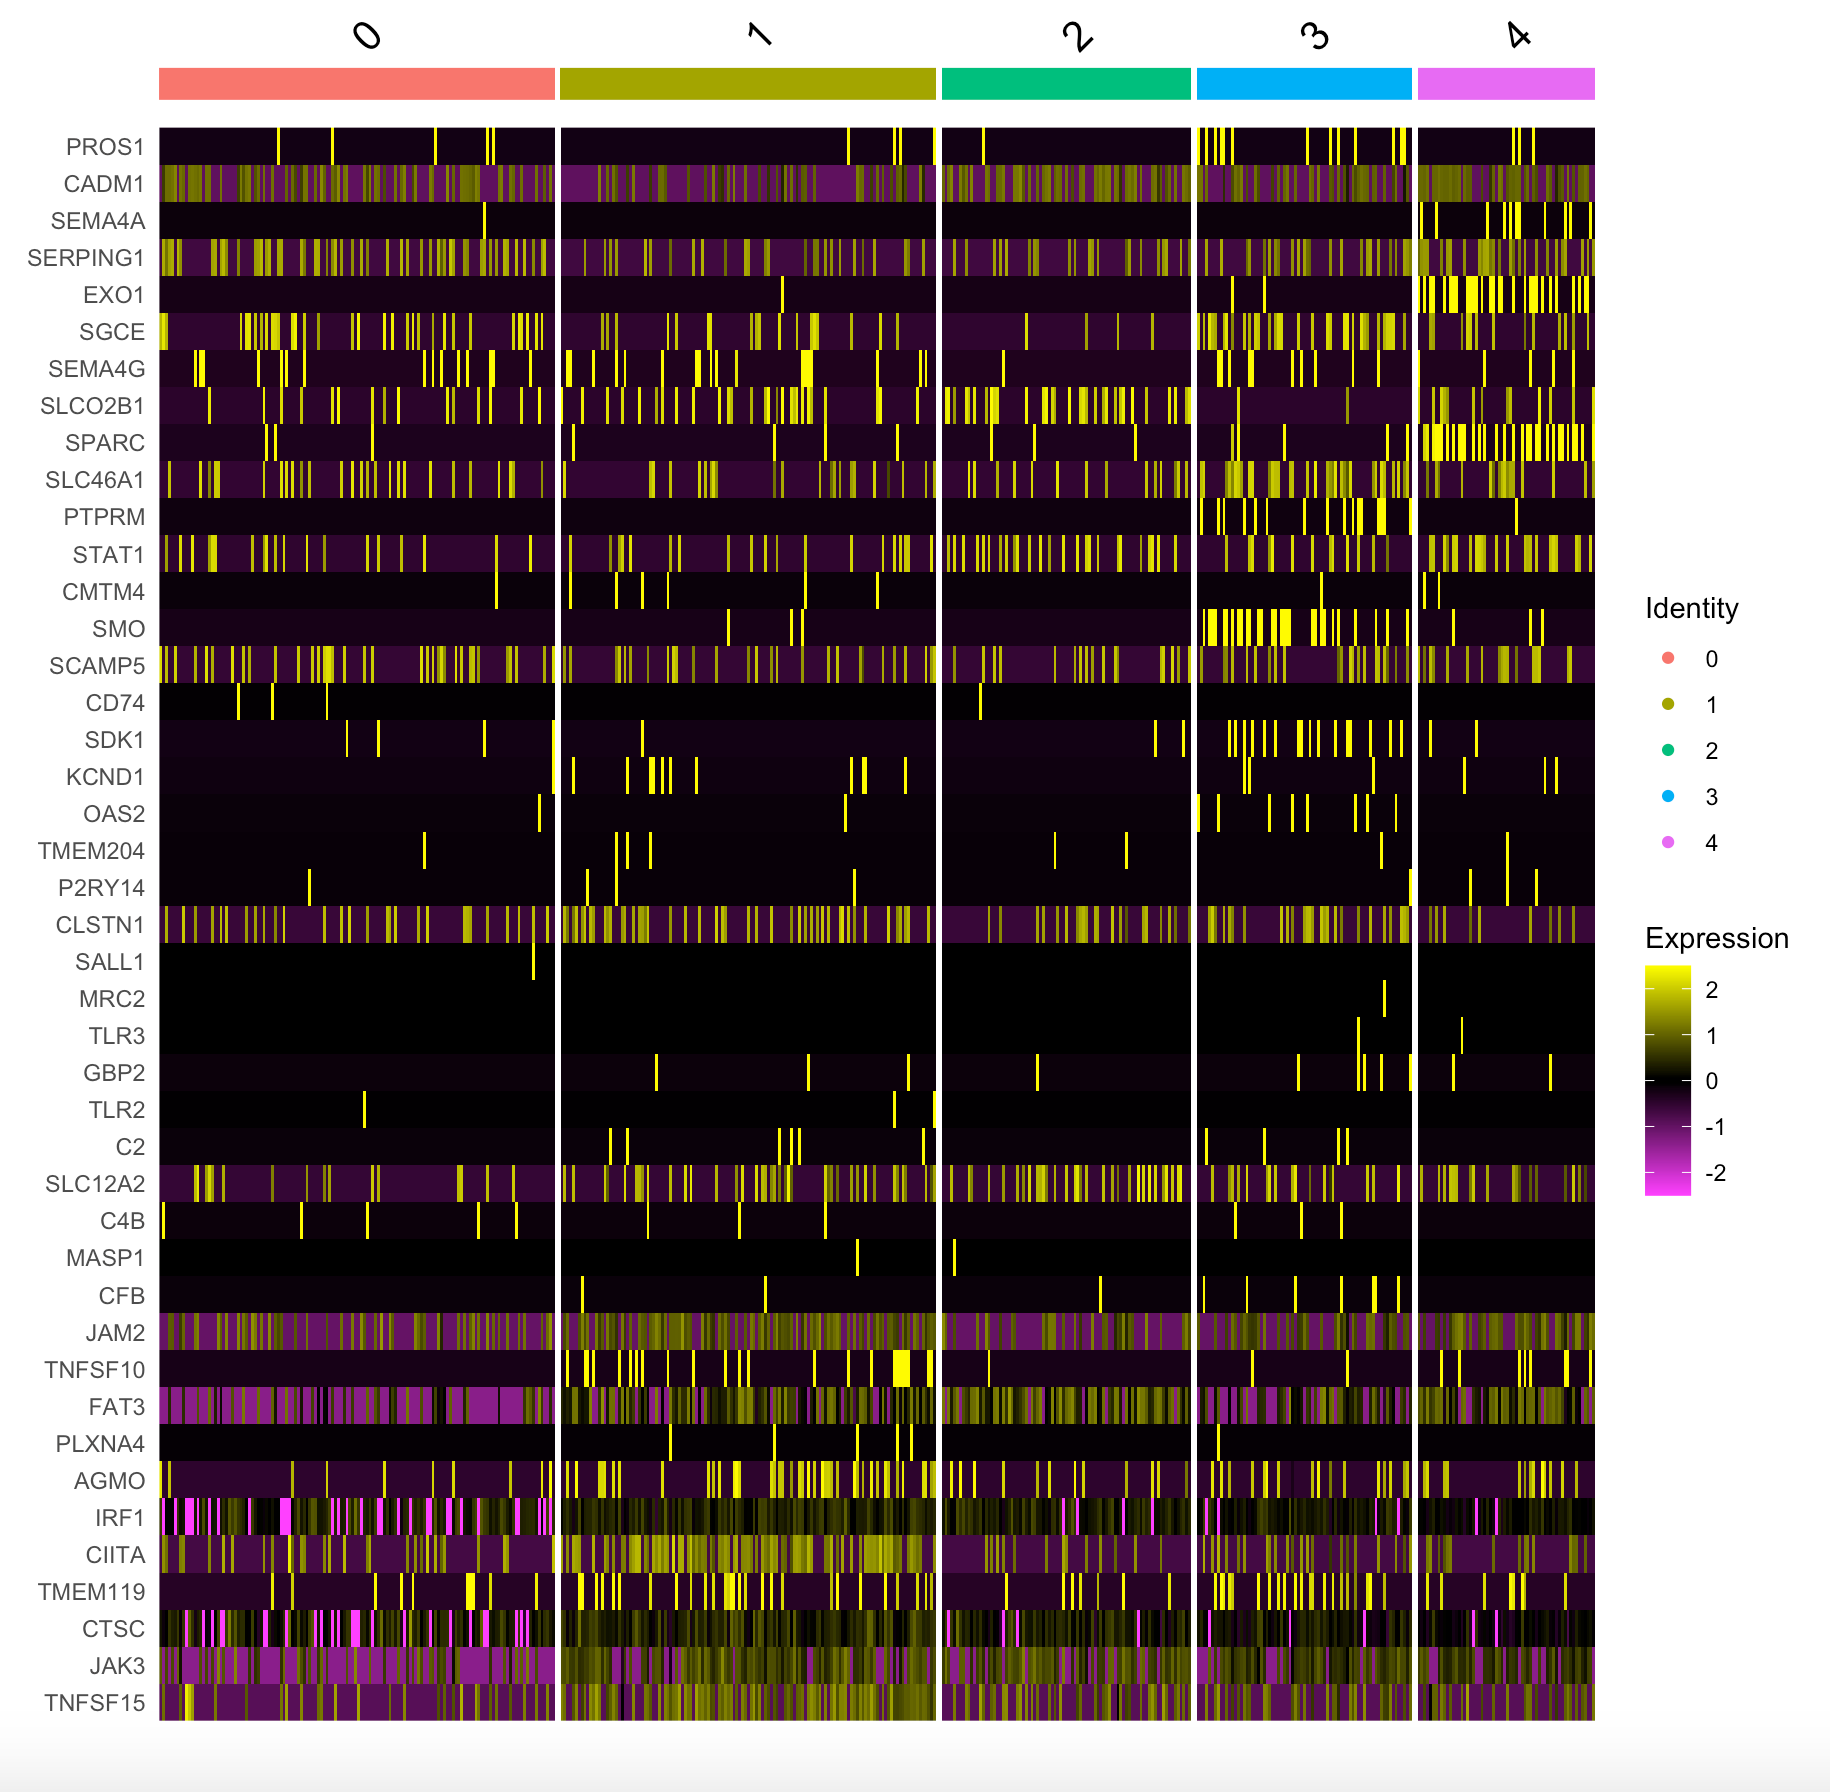 0 1 2 3 4
PROS1
CADM1
SEMA4A
SERPING1
EXO1
SGCE
SEMA4G
SLCO2B1
SPARC
SLC46A1
PTPRM
STAT1
CMTM4
SMO
SCAMP5
CD74
SDK1
KCND1
OAS2
TMEM204
P2RY14
CLSTN1
SALL1
MRC2
TLR3
GBP2
TLR2
C2
SLC12A2
C4B
MASP1
CFB
JAM2
TNFSF10
FAT3
PLXNA4
AGMO
IRF1
CIITA
TMEM119
CTSC
JAK3
TNFSF15
Identity
0
1
2
3
4
Expression
2
1
0
-1
-2